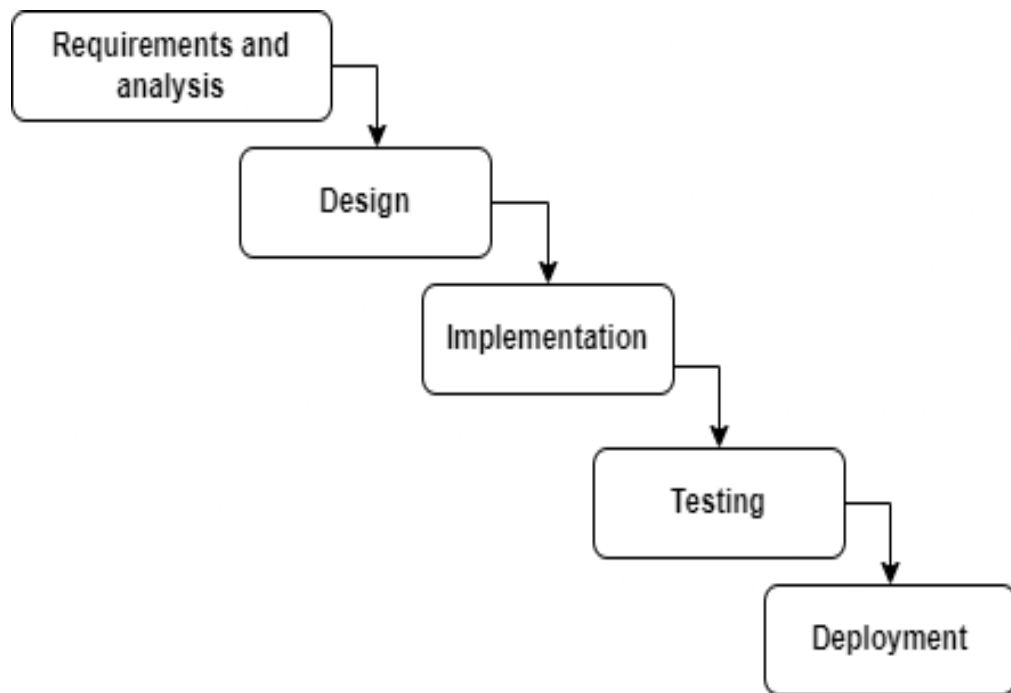 Requirements and
analysis
Design
Implementation
Testing
Deployment